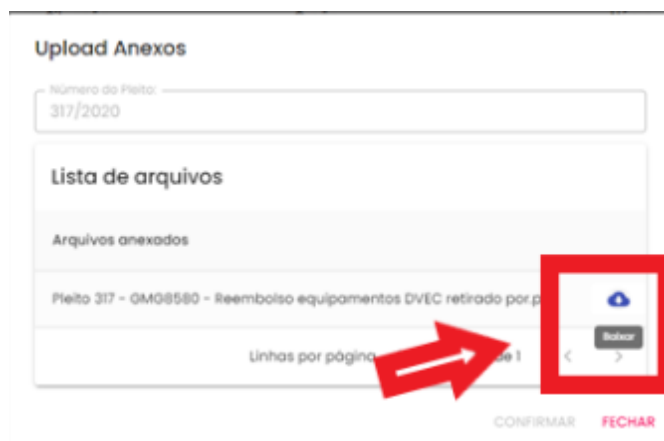 Upload Anexos
Número do Pleito:
317/2020
Lista de arquivos
Arquivos anexados
Pleito 317 - GMG8580 - Reembolso equipamentos DVEC retirado por.p
Baixar
Linhas por página
de 1
CONFIRMAR FECHAR